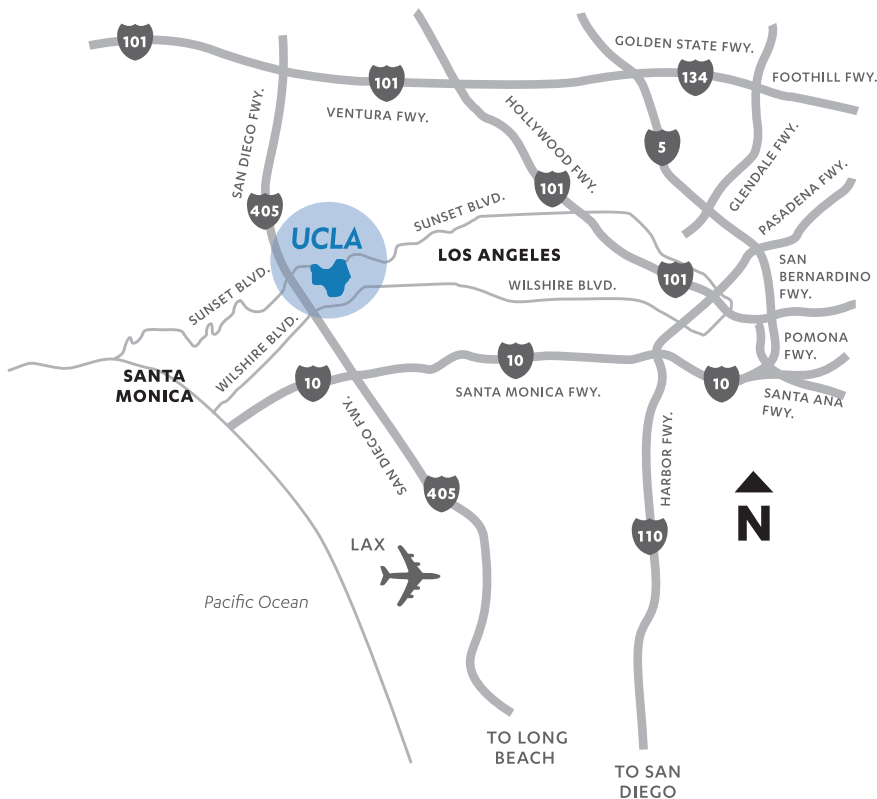 101
GOLDEN STATE FWY.
134
FOOTHILL FWY.
101
VENTURA FWY.
SAN DIEGO FWY.
HOLLYWOOD FWY.
5
GLENDALE FWY.
101
PASADENA FWY.
405
UCLA
SUNSET BLVD.
LOS ANGELES
SUNSET BLVD.
SAN
BERNARDINO
FWY.
101
WILSHIRE BLVD.
WILSHIRE BLVD.
POMONA
FWY.
SANTA
MONICA
10
10
SANTA MONICA FWY.
10
SANTA ANA
FWY.
SAN DIEGO FWY.
HARBOR FWY.
405
N
110
LAX
Pacific Ocean
TO LONG
BEACH
TO SAN
DIEGO